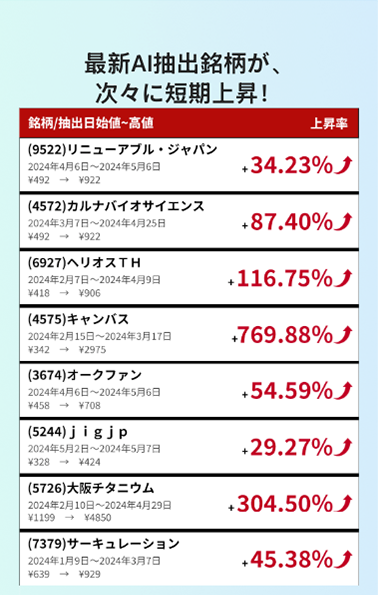 最新AI抽出銘柄が、
次々に短期上昇！
銘柄/抽出日始値~高値 上昇率
(9522)リニューアブル・ジャパン
2024年4月6日～2024年5月6日
¥492 → ¥922
+34.23%
(4572)カルナバイオサイエンス
2024年3月7日～2024年4月25日
¥492 → ¥922
+87.40%
(6927)ヘリオスＴＨ
2024年2月7日～2024年4月9日
¥418 → ¥906
+116.75%
(4575)キャンバス
2024年2月15日～2024年3月17日
¥342 → ¥2975
+769.88%
(3674)オークファン
2024年4月6日～2024年5月6日
¥458 → ¥708
+54.59%
(5244)ｊｉｇｊｐ
2024年5月2日～2024年5月7日
¥328 → ¥424
+29.27%
(5726)大阪チタニウム
2024年2月10日～2024年4月29日
¥1199 → ¥4850
+304.50%
(7379)サーキュレーション
2024年1月9日～2024年3月7日
¥639 → ¥929
+45.38%